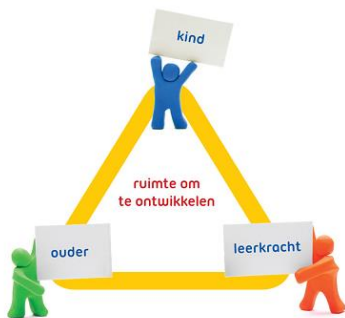 kind
ruimte om
te ontwikkelen
ouder
leerkracht